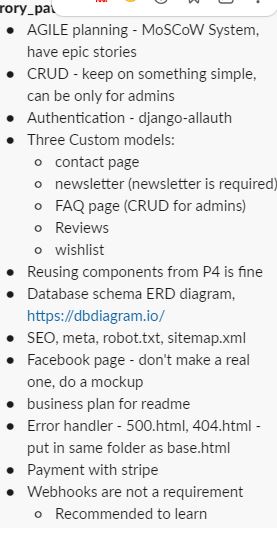 rory_pat
AGILE planning - MoSCoW System,
have epic stories
CRUD - keep on something simple,
can be only for admins
Authentication - django-allauth
Three Custom models:
contact page
newsletter (newsletter is required)
FAQ page (CRUD for admins)
Reviews
wishlist
Reusing components from P4 is fine
Database schema ERD diagram,
https://dbdiagram.io/
SEO, meta, robot.txt, sitemap.xml
Facebook page - don't make a real
one, do a mockup
business plan for readme
Error handler - 500.html, 404.html -
put in same folder as base.html
Payment with stripe
Webhooks are not a requirement
Recommended to learn